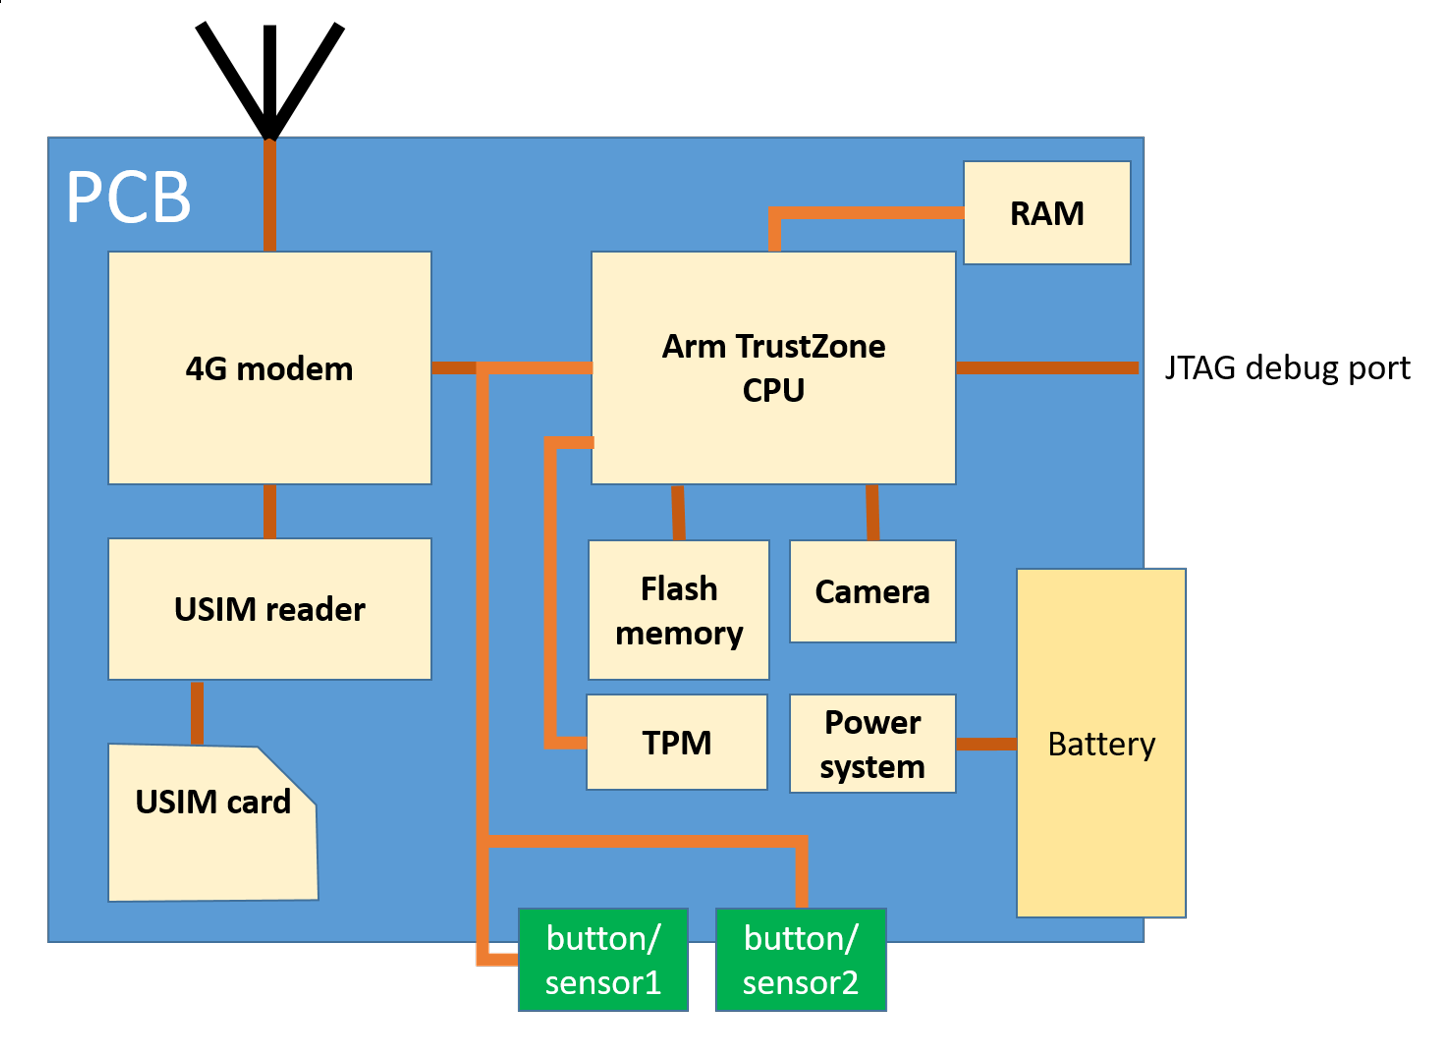 PCB
RAM
4G modem
Arm TrustZone
CPU
JTAG debug port
USIM reader
Flash
memory
Camera
USIM card
TPM
Power
system
Battery
button/
sensor1
button/
sensor2